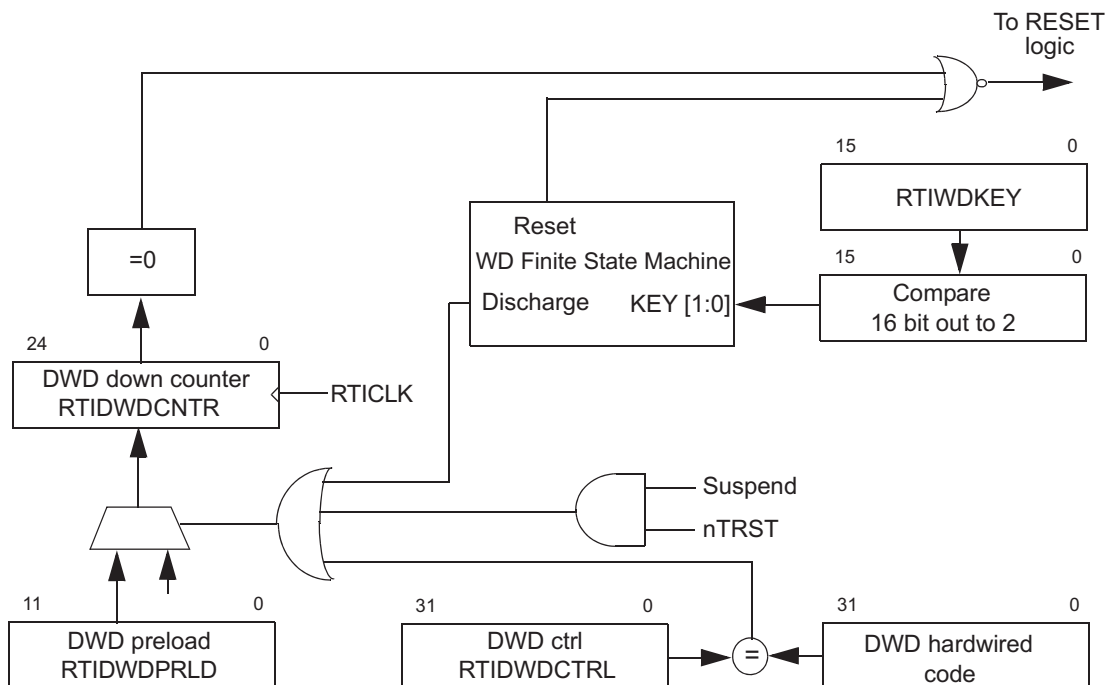 To RESET
logic
15 0
RTIWDKEY
Reset
WD Finite State Machine
Discharge KEY [1:0]
15 0
Compare
16 bit out to 2
=0
24 0
DWD down counter
RTIDWDCNTR
RTICLK
Suspend
nTRST
11 0
DWD preload
RTIDWDPRLD
31 0
DWD ctrl
RTIDWDCTRL
=
31 0
DWD hardwired
code